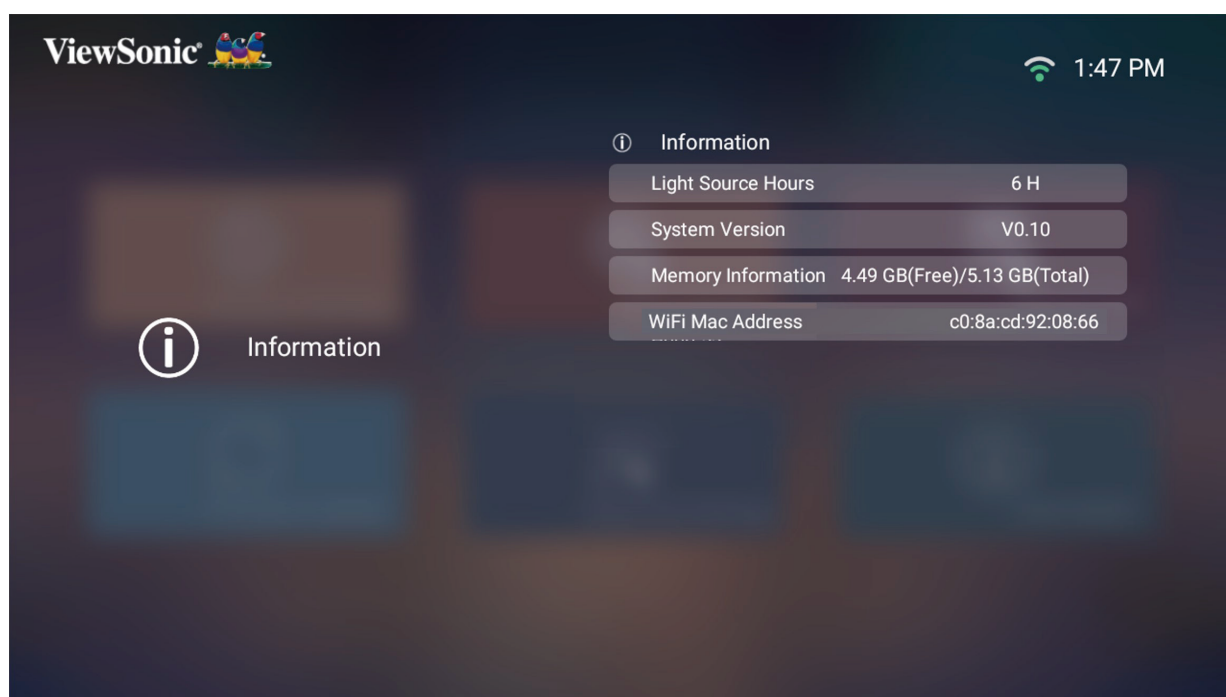 ViewSonic®
1:47 PM
Information
Light Source Hours 6 H
System Version V0.10
Memory Information 4.49 GB(Free)/5.13 GB(Total)
WiFi Mac Address c0:8a:cd:92:08:66
Information